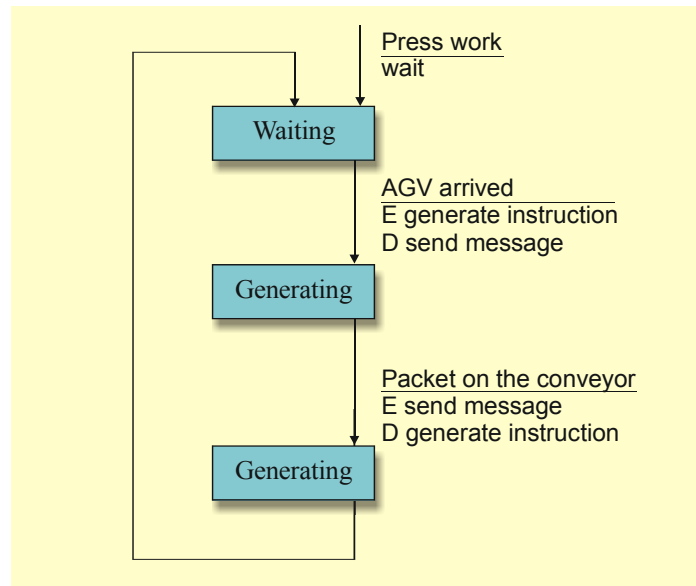 Press work
wait
Waiting
AGV arrived
E generate instruction
D send message
Generating
Packet on the conveyor
E send message
D generate instruction
Generating